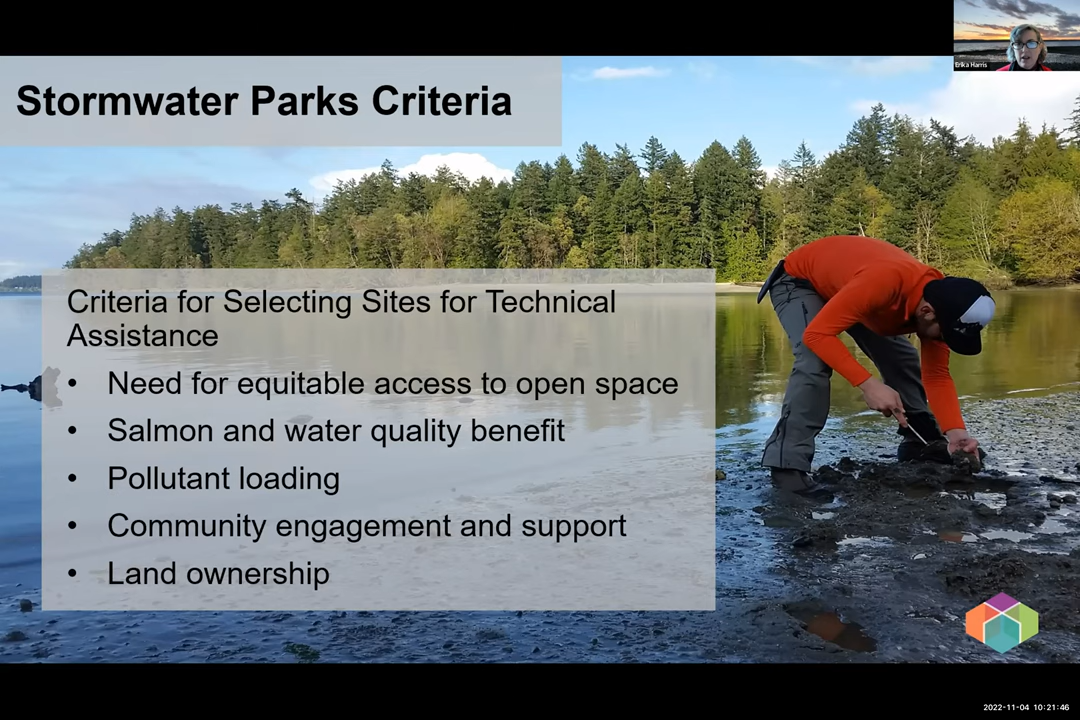 Erika Harris
Stormwater Parks Criteria
Criteria for Selecting Sites for Technical
Assistance
• Need for equitable access to open space
• Salmon and water quality benefit
• Pollutant loading
• Community engagement and support
• Land ownership
2022-11-04 10:21:46